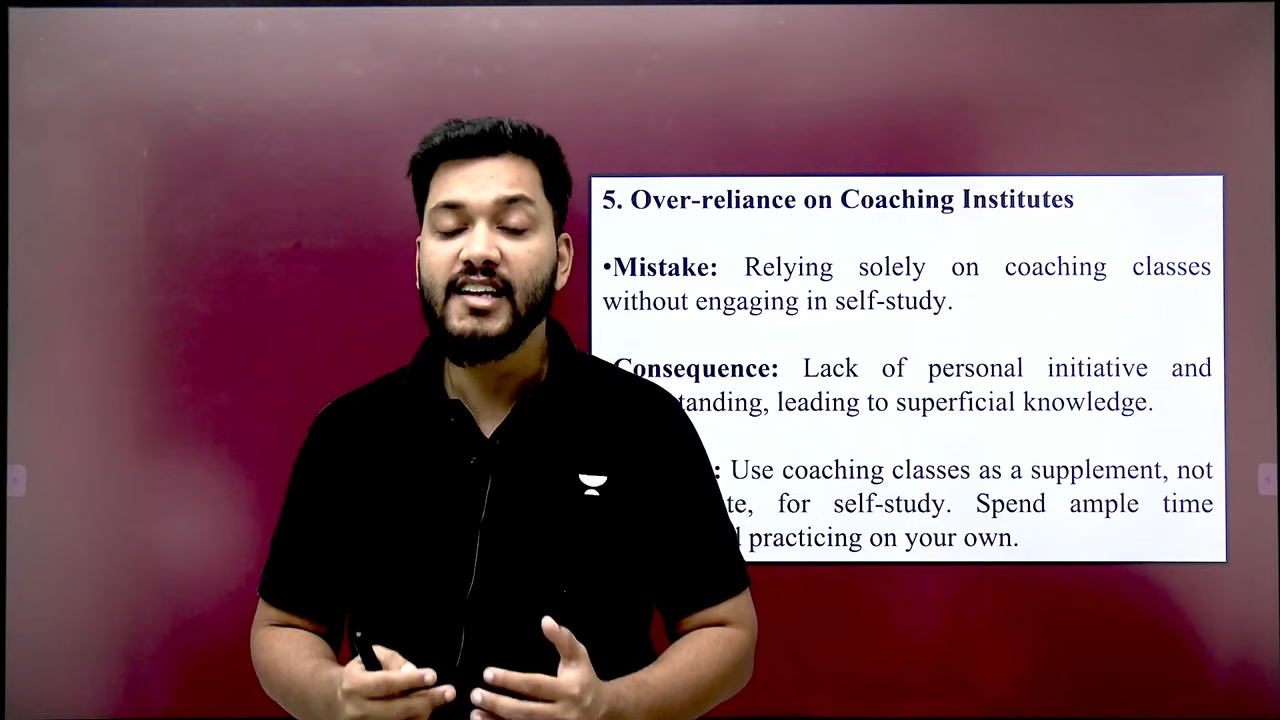 5. Over-reliance on Coaching Institutes
•Mistake: Relying solely on coaching classes
without engaging in self-study.
Consequence: Lack of personal initiative and
leading to superficial knowledge.
: Use coaching classes as a supplement, not
for self-study. Spend ample time
practicing on your own.